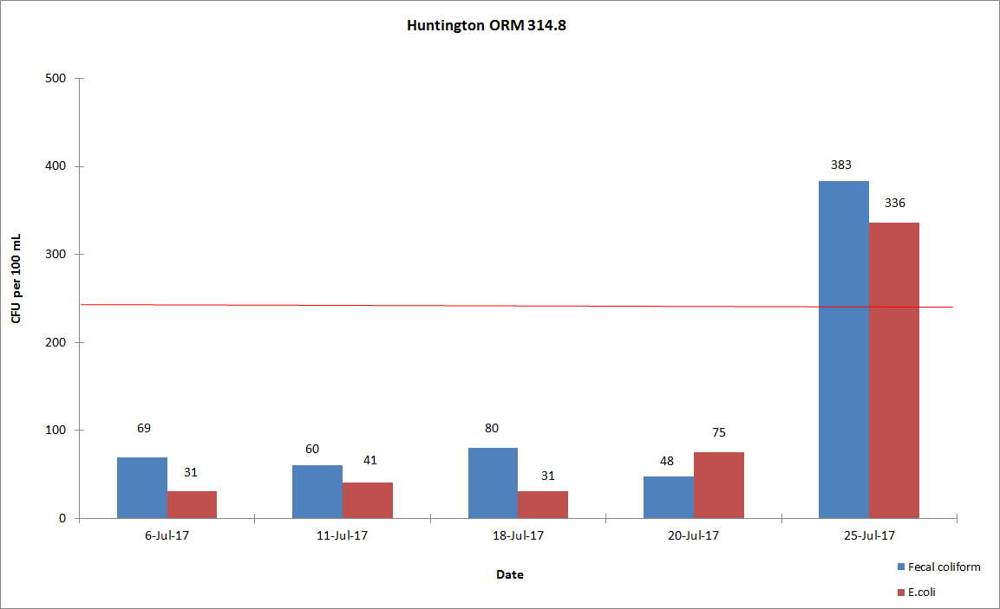 Huntington ORM 314.8
CFU per 100 mL
500
400
300
200
100
0
69
31
60
41
80
31
48
75
383
336
6-Jul-17
11-Jul-17
18-Jul-17
20-Jul-17
25-Jul-17
Date
Fecal coliform
E.coli